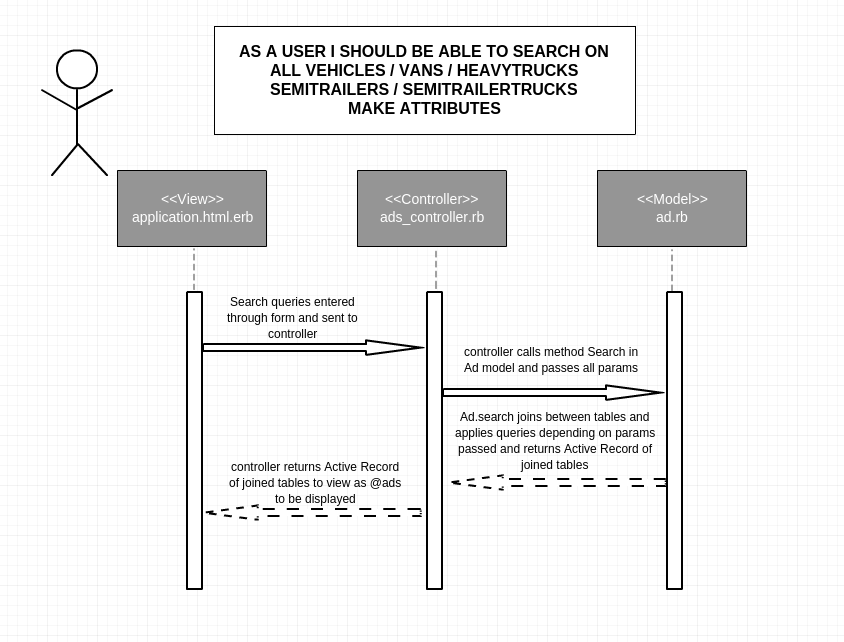 AS A USER I SHOULD BE ABLE TO SEARCH ON
ALL VEHICLES / VANS / HEAVYTRUCKS
SEMITRAILERS / SEMITRAILERTRUCKS
MAKE ATTRIBUTES
<<View>>
application.html.erb
<<Controller>>
ads_controller.rb
<<Model>>
ad.rb
Search queries entered
through form and sent to
controller
controller calls method Search in
Ad model and passes all params
Ad.search joins between tables and
applies queries depending on params
passed and returns Active Record of
joined tables
controller returns Active Record
of joined tables to view as @ads
to be displayed